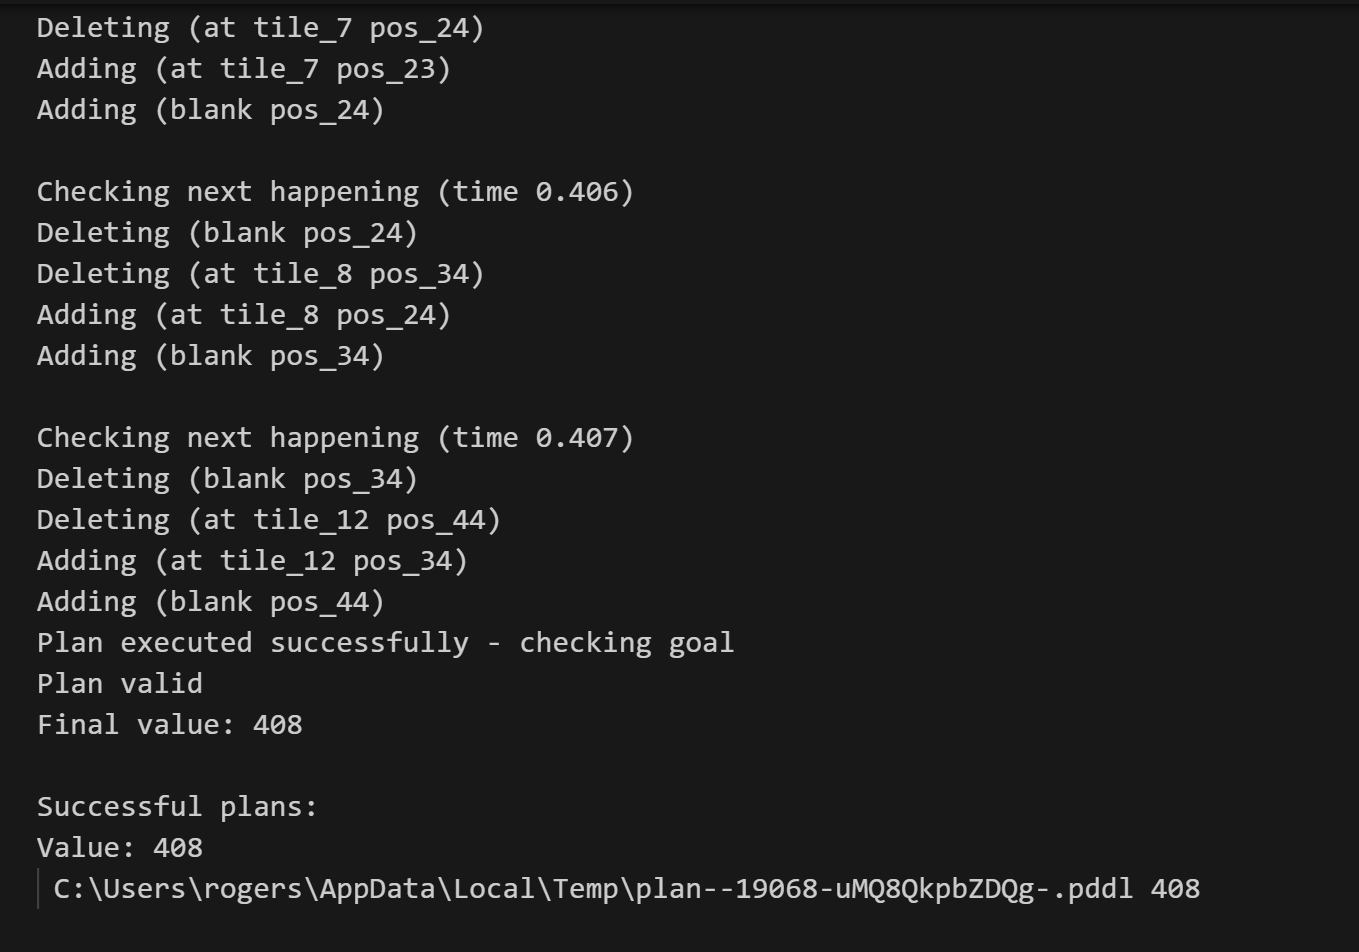 Deleting (at tile_7 pos_24)
Adding (at tile_7 pos_23)
Adding (blank pos_24)

Checking next happening (time 0.406)
Deleting (blank pos_24)
Deleting (at tile_8 pos_34)
Adding (at tile_8 pos_24)
Adding (blank pos_34)

Checking next happening (time 0.407)
Deleting (blank pos_34)
Deleting (at tile_12 pos_44)
Adding (at tile_12 pos_34)
Adding (blank pos_44)
Plan executed successfully - checking goal
Plan valid
Final value: 408

Successful plans:
Value: 408
C:\Users\rogers\AppData\Local\Temp\plan--19068-uMQ8QkpbZDQg-.pddl 408